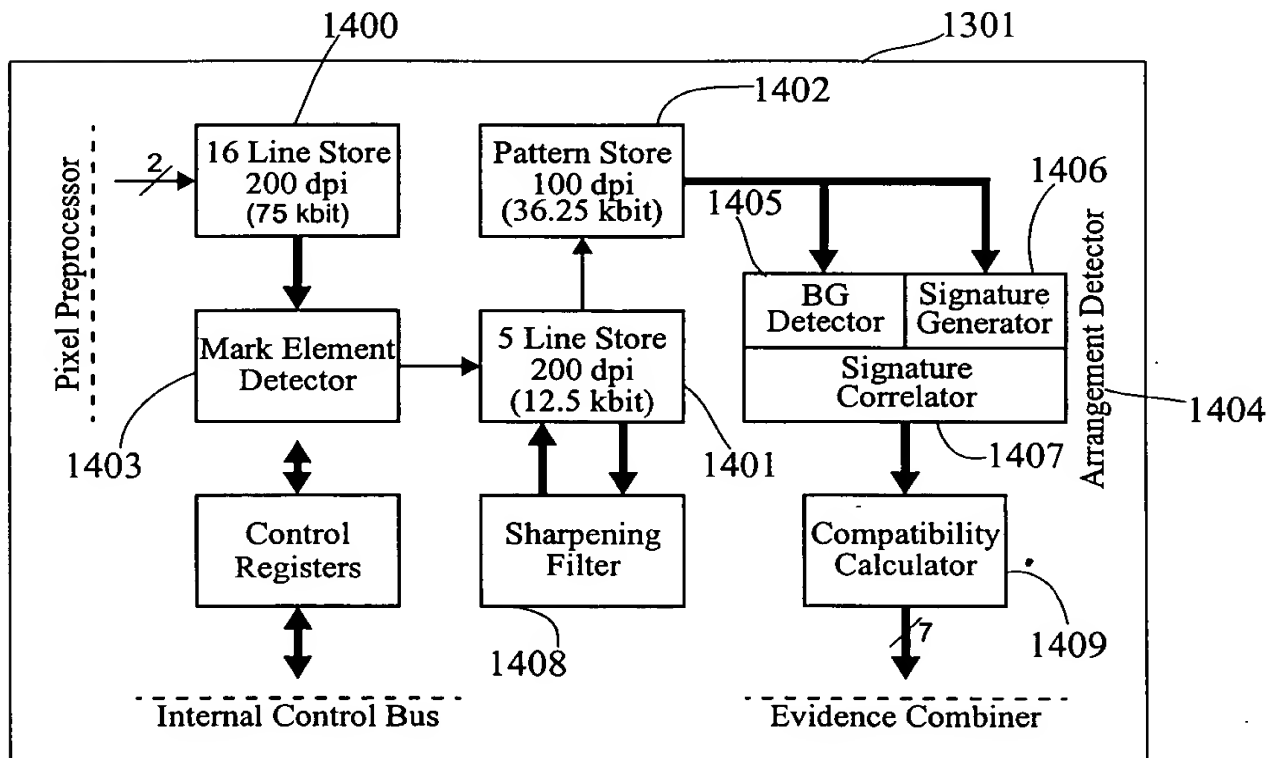 1400
1301
1402
16 Line Store
200 dpi
(75 kbit)
2
Pattern Store
100 dpi
(36.25 kbit)
1405
1406
Pixel Preprocessor
Mark Element
Detector
5 Line Store
200 dpi
(12.5 kbit)
BG
Detector
Signature
Generator
Signature
Correlator
Arrangement Detector
1404
1403
1401
1407
Control
Registers
Sharpening
Filter
Compatibility
Calculator
1408
7
1409
Internal Control Bus
Evidence Combiner